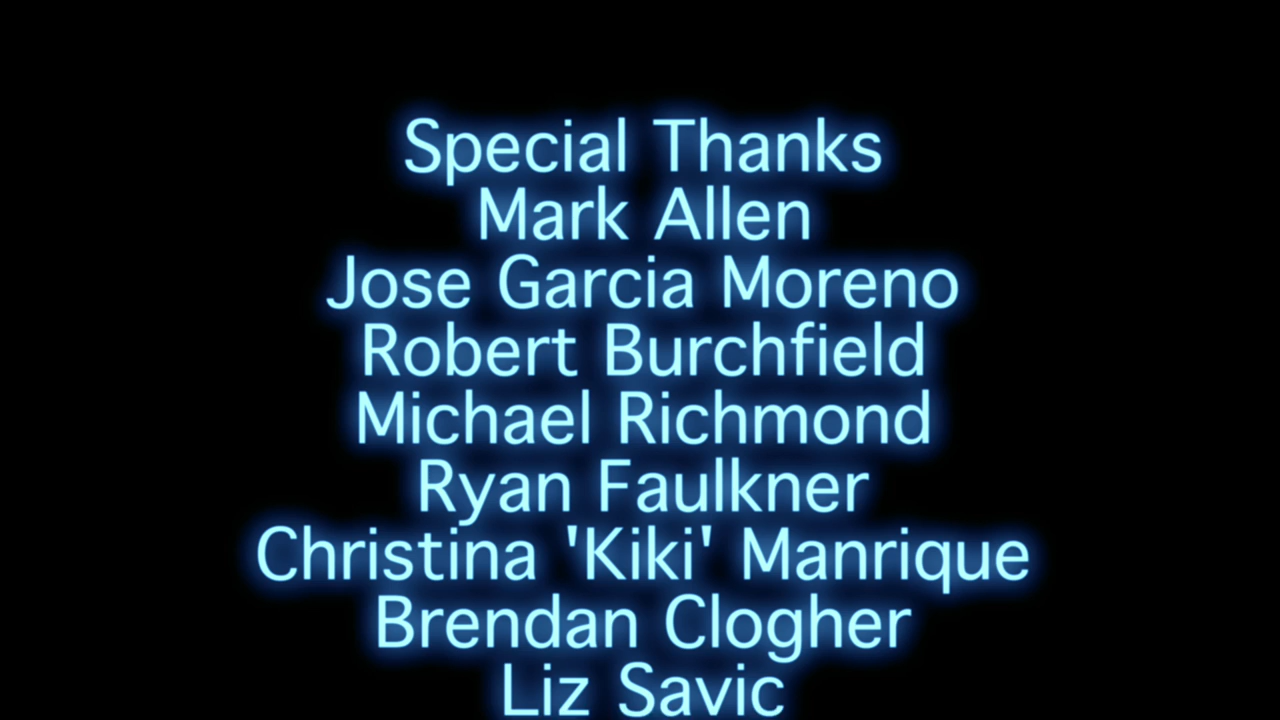 Special Thanks
Mark Allen
Jose Garcia Moreno
Robert Burchfield
Michael Richmond
Ryan Faulkner
Christina 'Kiki' Manrique
Brendan Clogher
Liz Savic